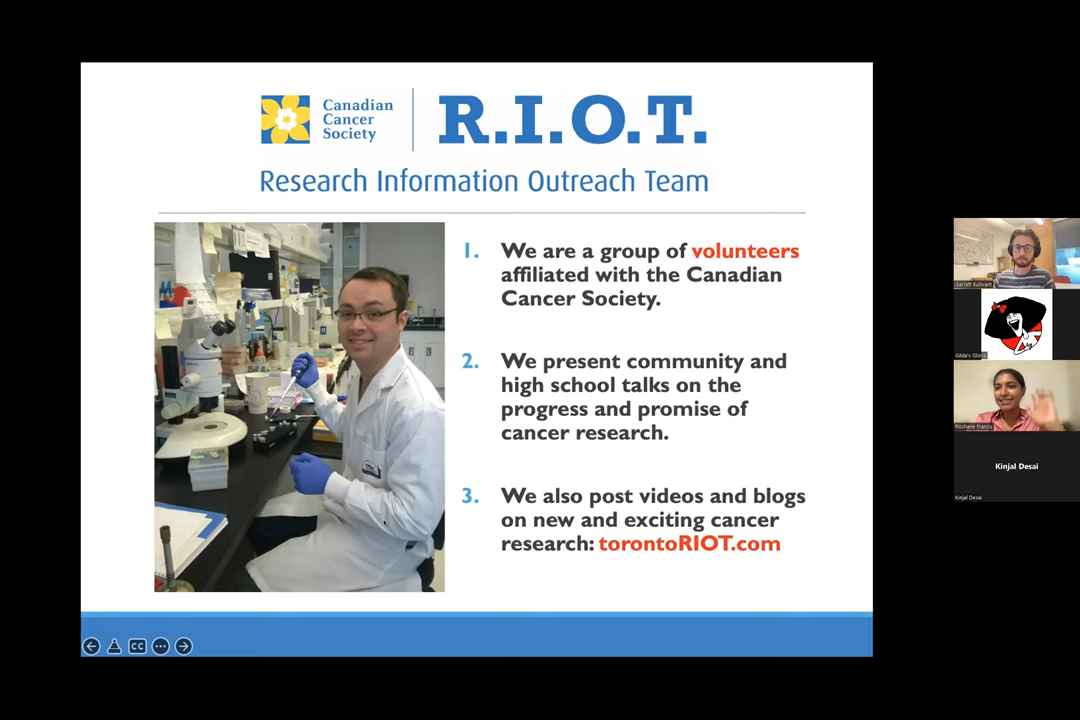 Canadian
Cancer
Society
R.I.O.T.
Research Information Outreach Team
1. We are a group of volunteers
affiliated with the Canadian
Cancer Society.
2. We present community and
high school talks on the
progress and promise of
cancer research.
3. We also post videos and blogs
on new and exciting cancer
research: torontoRIOT.com
CC
Garrett Bullivant
Gilda's Gloria
Roshane Francis
Kinjal Desai
Kinjal Desai